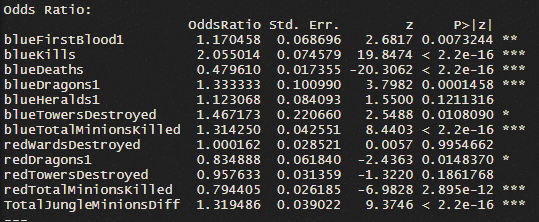 Odds Ratio:
OddsRatio Std. Err. z P>|z|
blueFirstBlood1 1.170458 0.068696 2.6817 0.0073244 **
blueKills 2.055014 0.074579 19.8474 < 2.2e-16 ***
blueDeaths 0.479610 0.017355 -20.3062 < 2.2e-16 ***
blueDragons1 1.333333 0.100990 3.7982 0.0001458 ***
blueHeralds1 1.123068 0.084093 1.5500 0.1211316
blueTowersDestroyed 1.467173 0.220660 2.5488 0.0108090 *
blueTotalMinionsKilled 1.314250 0.042551 8.4403 < 2.2e-16 ***
redWardsDestroyed 1.000162 0.028521 0.0057 0.9954662
redDragons1 0.834888 0.061840 -2.4363 0.0148370 *
redTowersDestroyed 0.957633 0.031359 -1.3220 0.1861768
redTotalMinionsKilled 0.794405 0.026185 -6.9828 2.895e-12 ***
TotalJungleMinionsDiff 1.319486 0.039022 9.3746 < 2.2e-16 ***
---